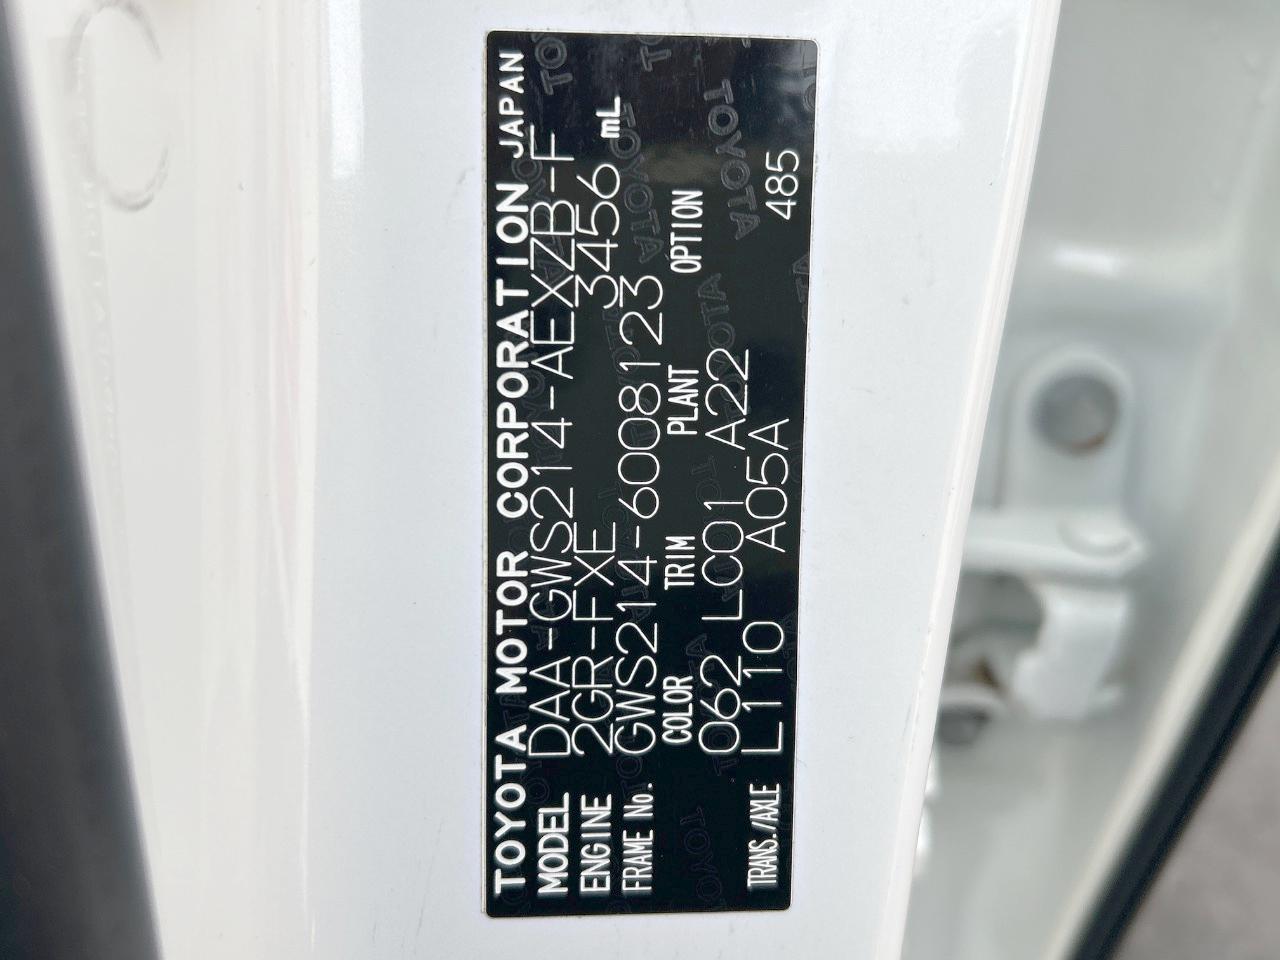 TOYOTA MOTOR CORPORATION JAPAN
MODEL DAA-GWS214-AEXZB-F
ENGINE 2GR-FXE 3456 mL
FRAME No. GWS214-6008123
COLOR TRIM PLANT OPTION
062 LC01 A22
TRANS./AXLE L110 A05A 485